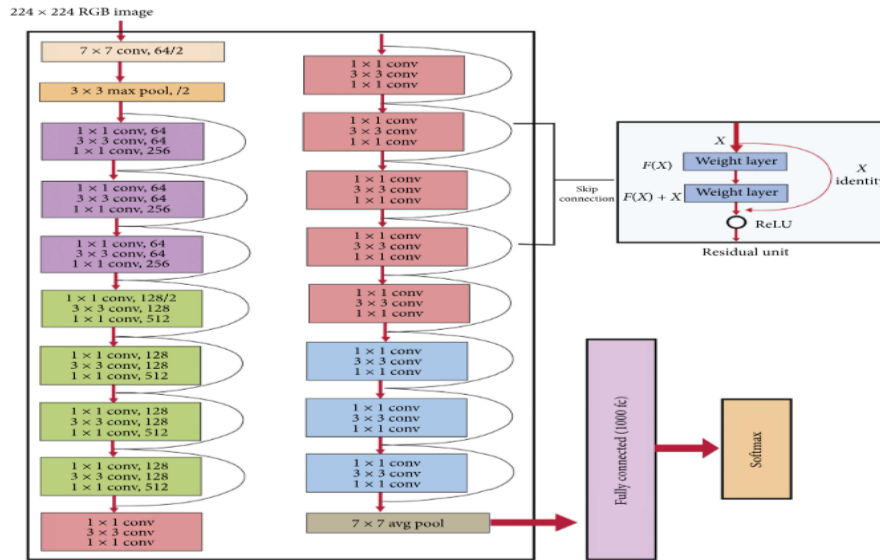 224 × 224 RGB image
7 × 7 conv, 64/2
3 × 3 max pool, /2
1 × 1 conv, 64
3 × 3 conv, 64
1 × 1 conv, 256
1 × 1 conv, 64
3 × 3 conv, 64
1 × 1 conv, 256
1 × 1 conv, 64
3 × 3 conv, 64
1 × 1 conv, 256
1 × 1 conv, 128/2
3 × 3 conv, 128
1 × 1 conv, 512
1 × 1 conv, 128
3 × 3 conv, 128
1 × 1 conv, 512
1 × 1 conv, 128
3 × 3 conv, 128
1 × 1 conv, 512
1 × 1 conv, 128
3 × 3 conv, 128
1 × 1 conv, 512
1 × 1 conv
3 × 3 conv
1 × 1 conv
1 × 1 conv
3 × 3 conv
1 × 1 conv
1 × 1 conv
3 × 3 conv
1 × 1 conv
1 × 1 conv
3 × 3 conv
1 × 1 conv
1 × 1 conv
3 × 3 conv
1 × 1 conv
1 × 1 conv
3 × 3 conv
1 × 1 conv
1 × 1 conv
3 × 3 conv
1 × 1 conv
1 × 1 conv
3 × 3 conv
1 × 1 conv
1 × 1 conv
3 × 3 conv
1 × 1 conv
7 × 7 avg pool
Skip
connection
X
F(X)
Weight layer
X
identity
F(X) + X
Weight layer
ReLU
Residual unit
Fully connected (1000 fc)
Softmax